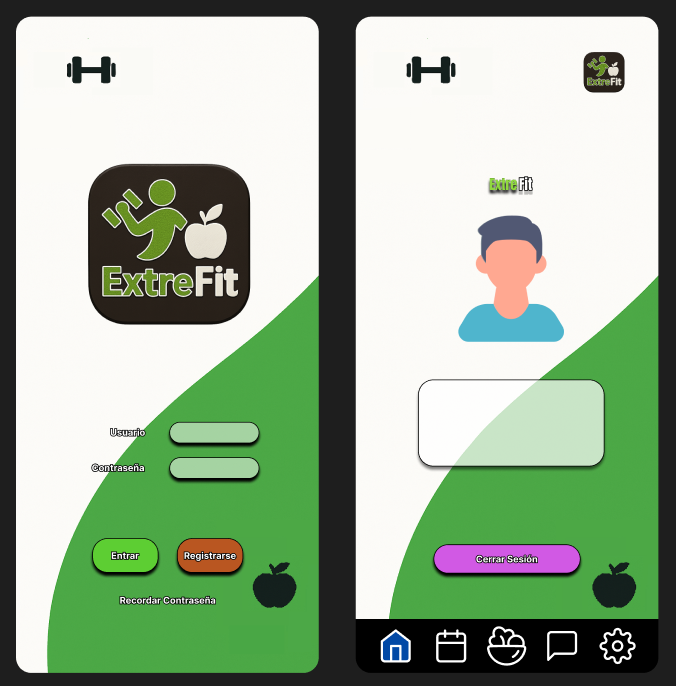 ExtreFit
Usuario
Contraseña
Entrar
Registrarse
Recordar Contraseña
ExtreFit
ExtreFit
Cerrar Sesión